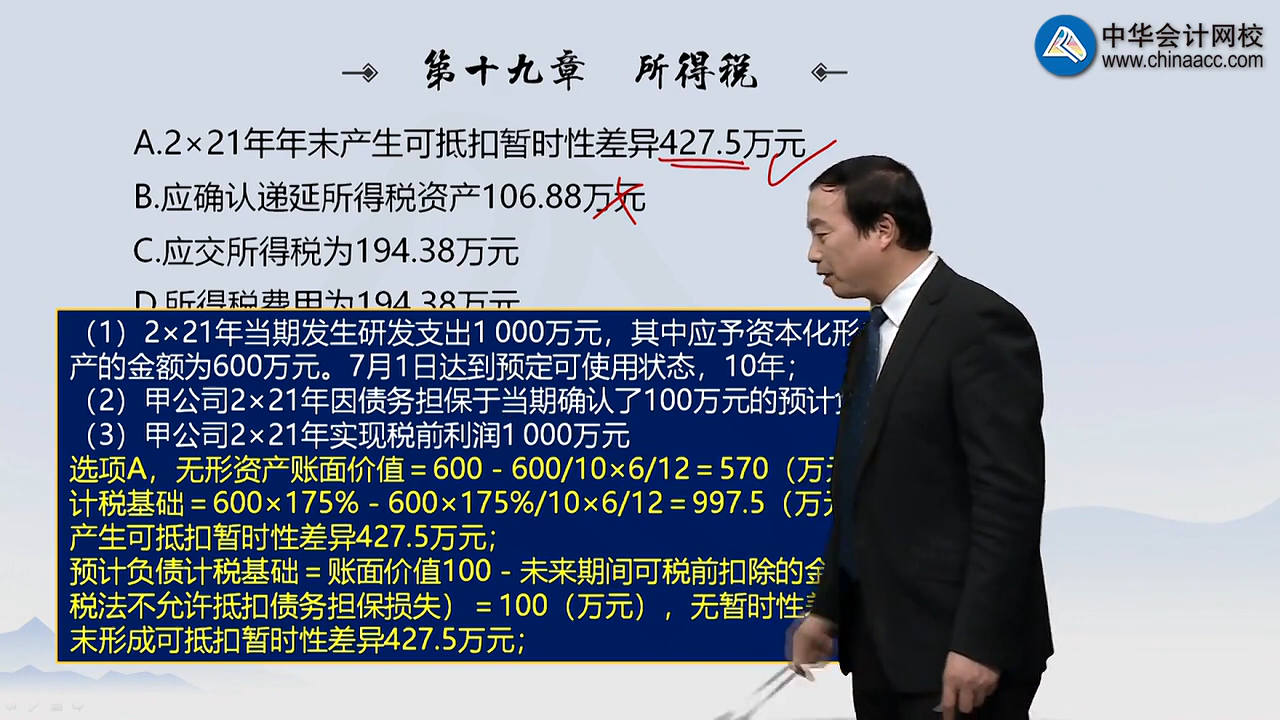 中华会计网校
www.chinaacc.com
第十九章 所得税
A.2×21年年末产生可抵扣暂时性差异427.5万元
B.应确认递延所得税资产106.88万元
C.应交所得税为194.38万元
D.所得税费用为194.38万元
（1）2×21年当期发生研发支出1 000万元，其中应予资本化形
产的金额为600万元。7月1日达到预定可使用状态，10年；
（2）甲公司2×21年因债务担保于当期确认了100万元的预计
（3）甲公司2×21年实现税前利润1 000万元
选项A，无形资产账面价值＝600－600/10×6/12＝570（万
计税基础＝600×175%－600×175%/10×6/12＝997.5（万
产生可抵扣暂时性差异427.5万元；
预计负债计税基础＝账面价值100－未来期间可税前扣除的金
税法不允许抵扣债务担保损失）＝100（万元），无暂时性
末形成可抵扣暂时性差异427.5万元；